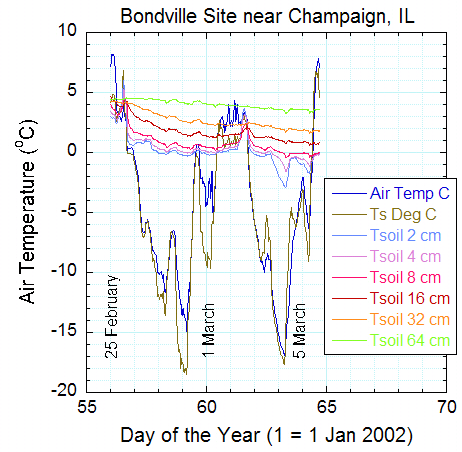 Bondville Site near Champaign, IL
10
5
0
-5
-10
-15
-20
Air Temperature (°C)
Air Temp C
Ts Deg C
Tsoil 2 cm
Tsoil 4 cm
Tsoil 8 cm
Tsoil 16 cm
Tsoil 32 cm
Tsoil 64 cm
25 February
1 March
5 March
55 60 65 70
Day of the Year (1 = 1 Jan 2002)